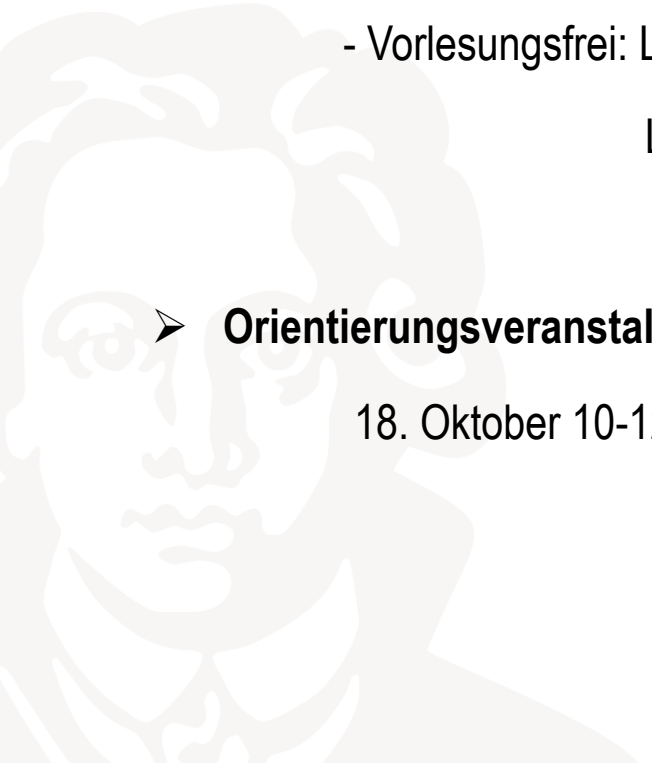 - Vorlesungsfrei:
➢ Orientierungsveranstal
18. Oktober 10-1